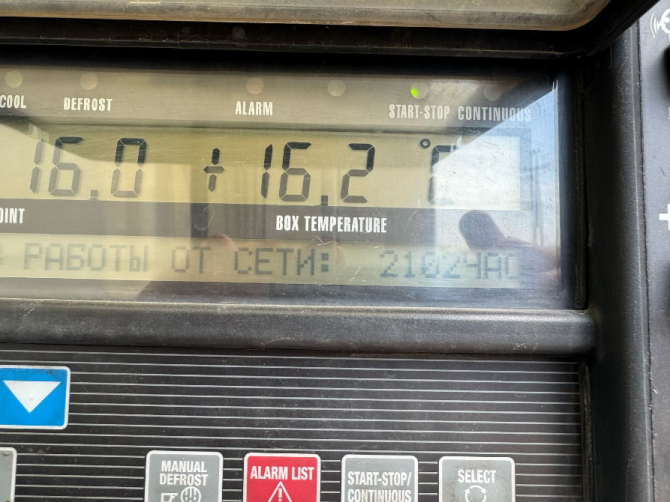 COOL DEFROST ALARM START-STOP CONTINUOUS
16.0 +16.2 °C
OINT BOX TEMPERATURE
РАБОТЫ ОТ СЕТИ: 2102ЧАС
MANUAL DEFROST
ALARM LIST
START-STOP/ CONTINUOUS
SELECT